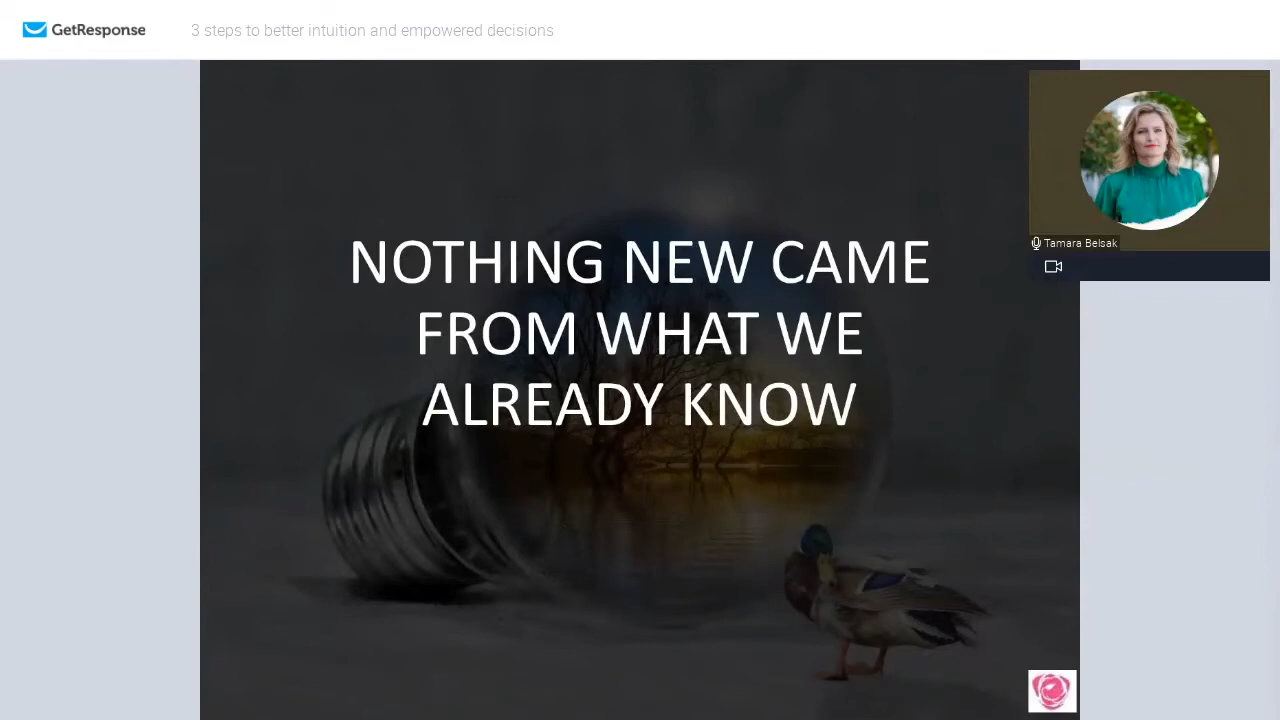 GetResponse
3 steps to better intuition and empowered decisions
NOTHING NEW CAME
FROM WHAT WE
ALREADY KNOW
Tamara Belsak